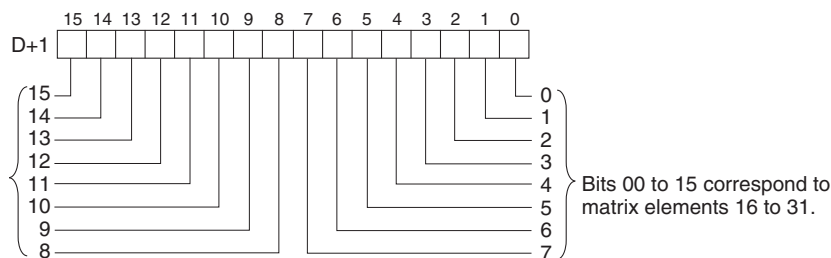 15 14 13 12 11 10 9 8 7 6 5 4 3 2 1 0
D+1
15 0
14 1
13 2
12 3
11 4
10 5
9 6
8 7
Bits 00 to 15 correspond to
matrix elements 16 to 31.